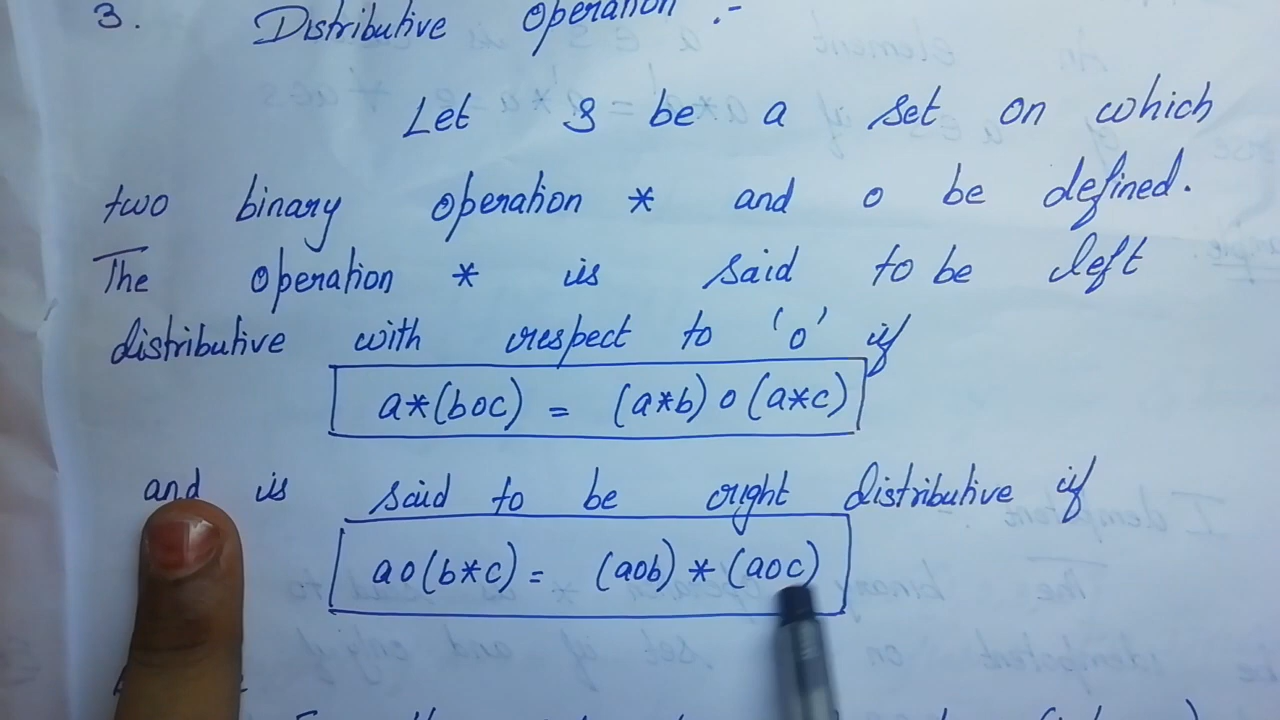 3. Distributive operation :-
Let S be a set on which
two binary operation * and o be defined.
The operation * is said to be left
distributive with respect to 'o' if
a*(boc) = (a*b) o (a*c)
and is said to be right distributive if
ao(b*c) = (aob) * (aoc)